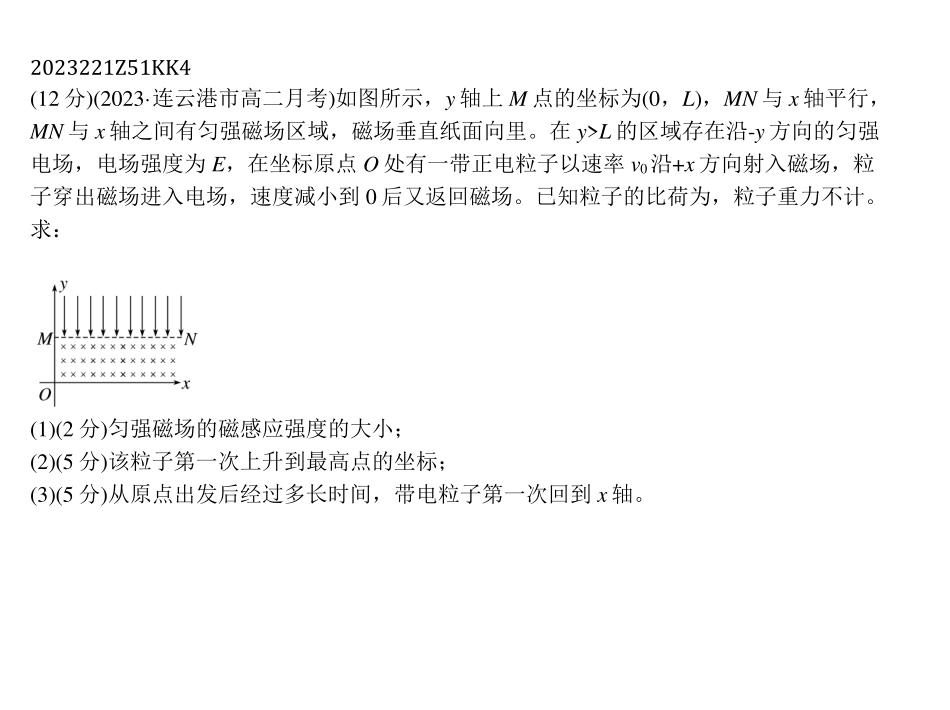 2023221Z51KK4
(12 分)(2023·连云港市高二月考)如图所示，y 轴上 M 点的坐标为(0，L)，MN 与 x 轴平行，
MN 与 x 轴之间有匀强磁场区域，磁场垂直纸面向里。在 y>L 的区域存在沿-y 方向的匀强
电场，电场强度为 E，在坐标原点 O 处有一带正电粒子以速率 v₀ 沿+x 方向射入磁场，粒
子穿出磁场进入电场，速度减小到 0 后又返回磁场。已知粒子的比荷为，粒子重力不计。
求：
y
M
N
x
O
(1)(2 分)匀强磁场的磁感应强度的大小；
(2)(5 分)该粒子第一次上升到最高点的坐标；
(3)(5 分)从原点出发后经过多长时间，带电粒子第一次回到 x 轴。